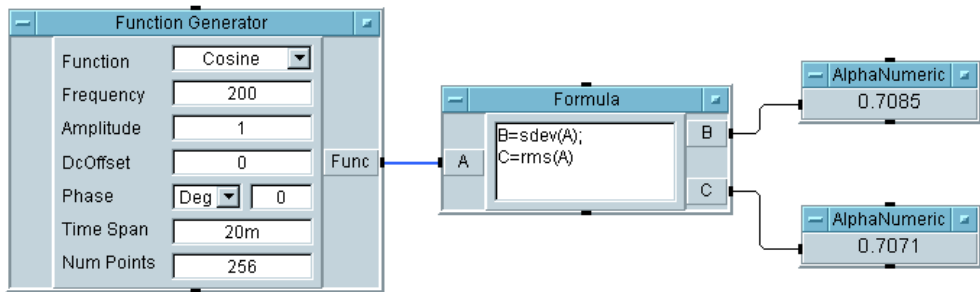 Function Generator
Function Cosine
Frequency 200
Amplitude 1
DcOffset 0
Phase Deg 0
Time Span 20m
Num Points 256
Func
Formula
A
B=sdev(A);
C=rms(A)
B
C
AlphaNumeric
0.7085
AlphaNumeric
0.7071